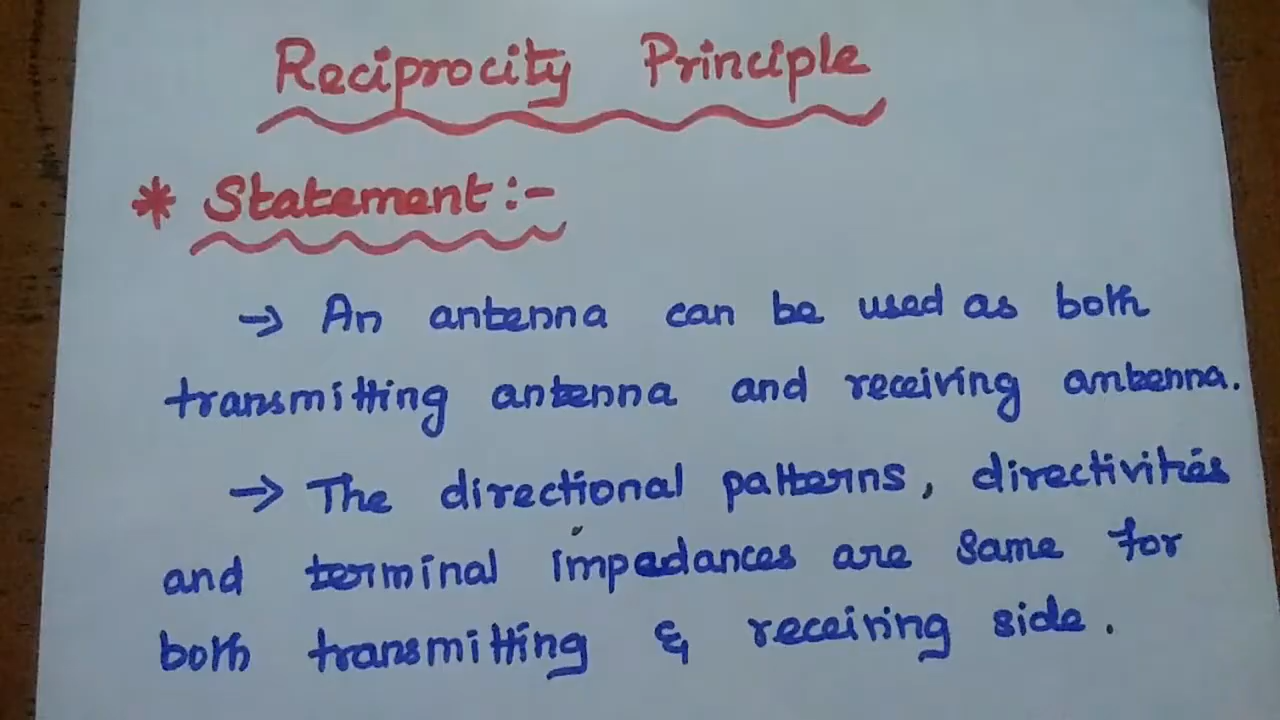 Reciprocity Principle
* Statement:-
→ An antenna can be used as both
transmitting antenna and receiving antenna.
→ The directional patterns, directivities
and terminal impedances are same for
both transmitting & receiving side.